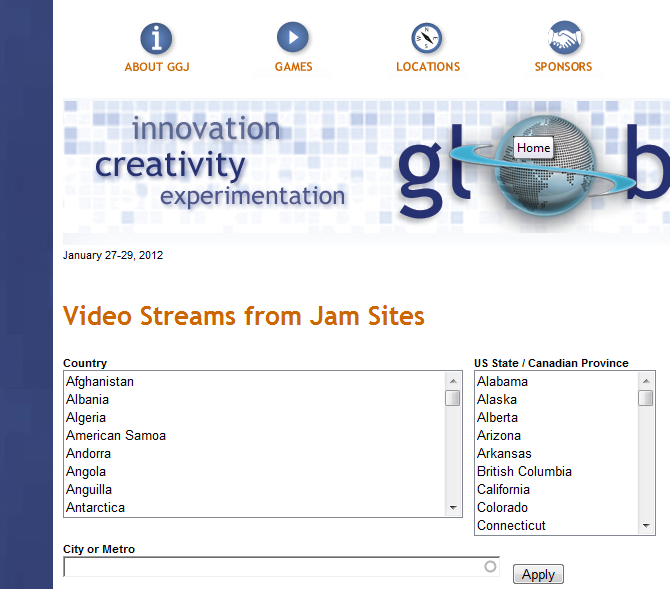 ABOUT GGJ
GAMES
LOCATIONS
SPONSORS
innovation
creativity
experimentation
glob
Home
January 27-29, 2012
Video Streams from Jam Sites
Country
Afghanistan
Albania
Algeria
American Samoa
Andorra
Angola
Anguilla
Antarctica
US State / Canadian Province
Alabama
Alaska
Alberta
Arizona
Arkansas
British Columbia
California
Colorado
Connecticut
City or Metro
Apply